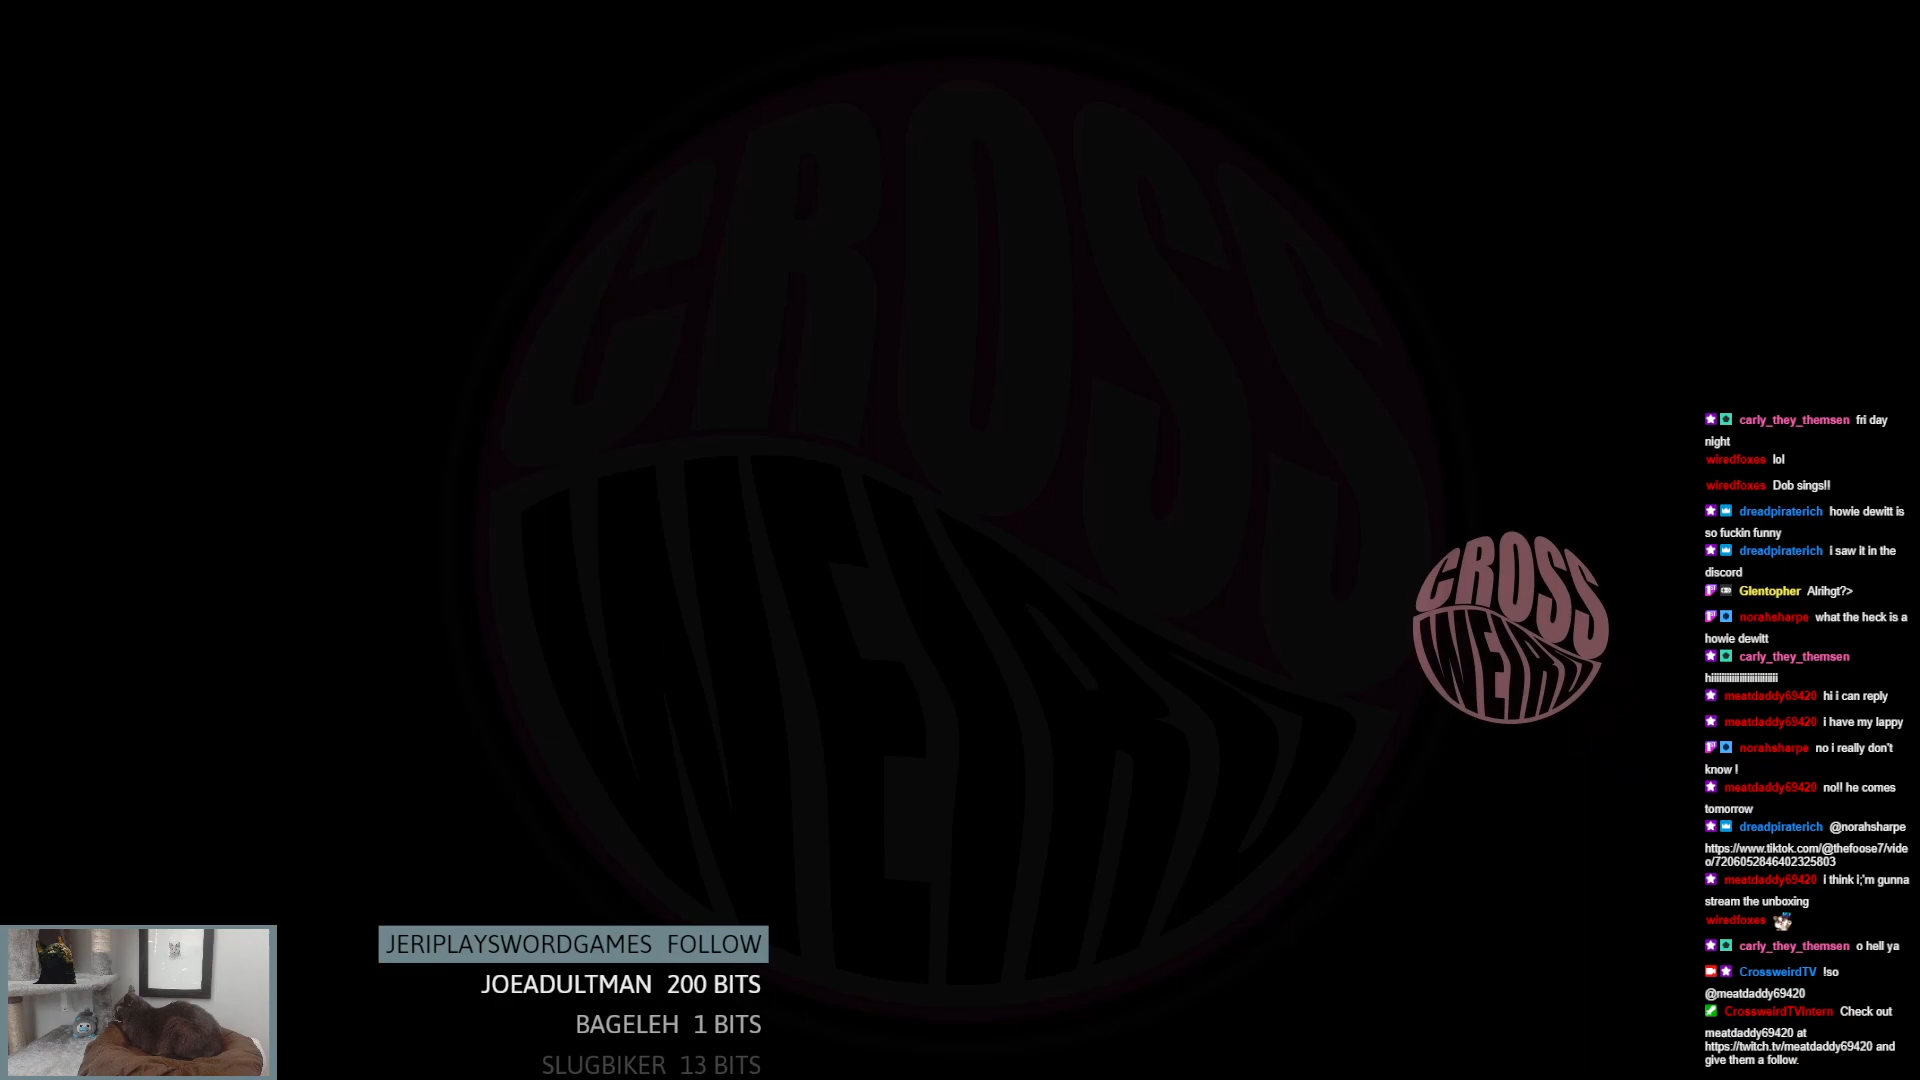 CROSS
WEIRD
CROSS
WEIRD
carly_they_themsen fri day
night
wiredfoxes lol
wiredfoxes Dob sings!!
dreadpiraterich howie dewitt is
so fuckin funny
dreadpiraterich i saw it in the
discord
Glentopher Alrihgt?>
norahsharpe what the heck is a
howie dewitt
carly_they_themsen
meatdaddy69420 hi i can reply
meatdaddy69420 i have my lappy
norahsharpe no i really don't
know !
meatdaddy69420 no!! he comes
tomorrow
dreadpiraterich @norahsharpe
https://www.tiktok.com/@thefoose7/vide
o/7206052846402325803
meatdaddy69420 i think i;'m gunna
stream the unboxing
wiredfoxes
carly_they_themsen o hell ya
CrossweirdTV !so
@meatdaddy69420
CrossweirdTVIntern Check out
meatdaddy69420 at
https://twitch.tv/meatdaddy69420 and
give them a follow.
JERIPLAYSWORDGAMES FOLLOW
JOEADULTMAN 200 BITS
BAGELEH 1 BITS
SLUGBIKER 13 BITS